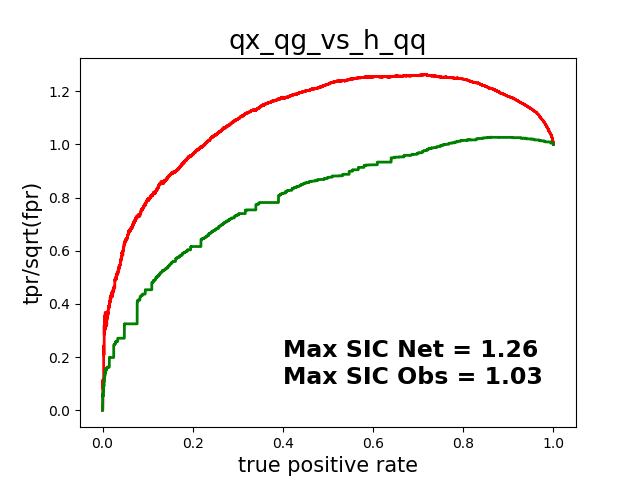 qx_qg_vs_h_qq
tpr/sqrt(fpr)
1.2
1.0
0.8
0.6
0.4
0.2
0.0
Max SIC Net = 1.26
Max SIC Obs = 1.03
0.0 0.2 0.4 0.6 0.8 1.0
true positive rate